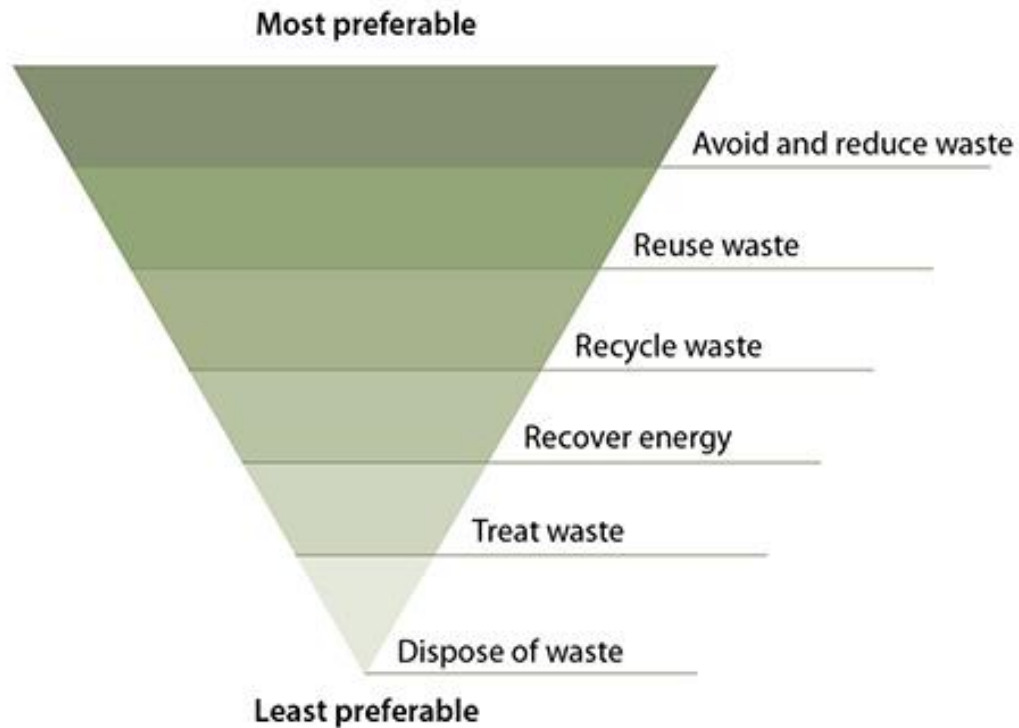 Most preferable
Avoid and reduce waste
Reuse waste
Recycle waste
Recover energy
Treat waste
Dispose of waste
Least preferable